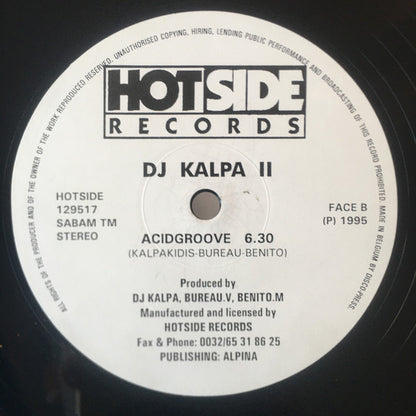 ALL RIGHTS OF THE PRODUCER AND OF THE OWNER OF THE WORK REPRODUCED RESERVED. UNAUTHORISED COPYING, HIRING, LENDING PUBLIC PERFORMANCE AND BROADCASTING OF THIS RECORD PROHIBITED. MADE IN BELGIUM BY DISCO-PRESS.
HOTSIDE
RECORDS
DJ KALPA II
HOTSIDE
129517
SABAM TM
STEREO
FACE B
(P) 1995
ACIDGROOVE 6.30
(KALPAKIDIS-BUREAU-BENITO)
Produced by
DJ KALPA, BUREAU.V, BENITO.M
Manufactured and licensed by
HOTSIDE RECORDS
Fax & Phone: 0032/65 31 86 25
PUBLISHING: ALPINA